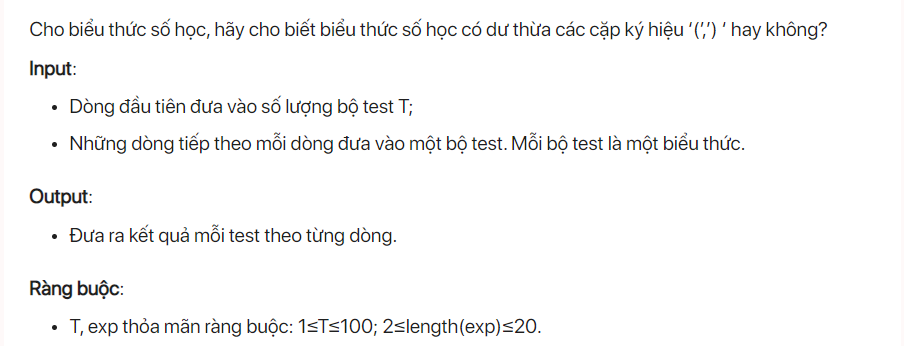 Cho biểu thức số học, hãy cho biết biểu thức số học có dư thừa các cặp ký hiệu ‘(‘,’) ‘ hay không?
Input:
• Dòng đầu tiên đưa vào số lượng bộ test T;
• Những dòng tiếp theo mỗi dòng đưa vào một bộ test. Mỗi bộ test là một biểu thức.
Output:
• Đưa ra kết quả mỗi test theo từng dòng.
Ràng buộc:
• T, exp thỏa mãn ràng buộc: 1≤T≤100; 2≤length(exp)≤20.